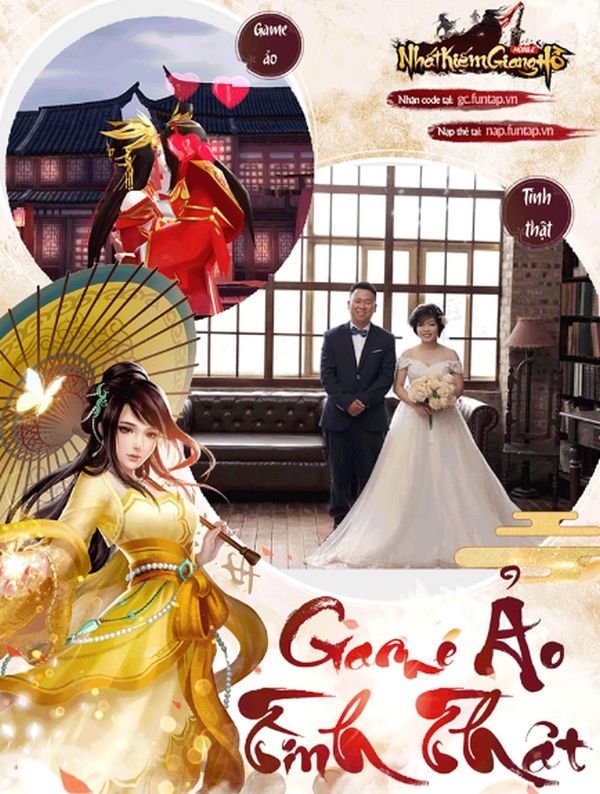 Game
ảo
Nhất Kiếm Giang Hồ
MOBILE
Nhận code tại: gc.funtap.vn
Nạp thẻ tại: nap.funtap.vn
Tình
thật
Game Ảo
Tình Thật